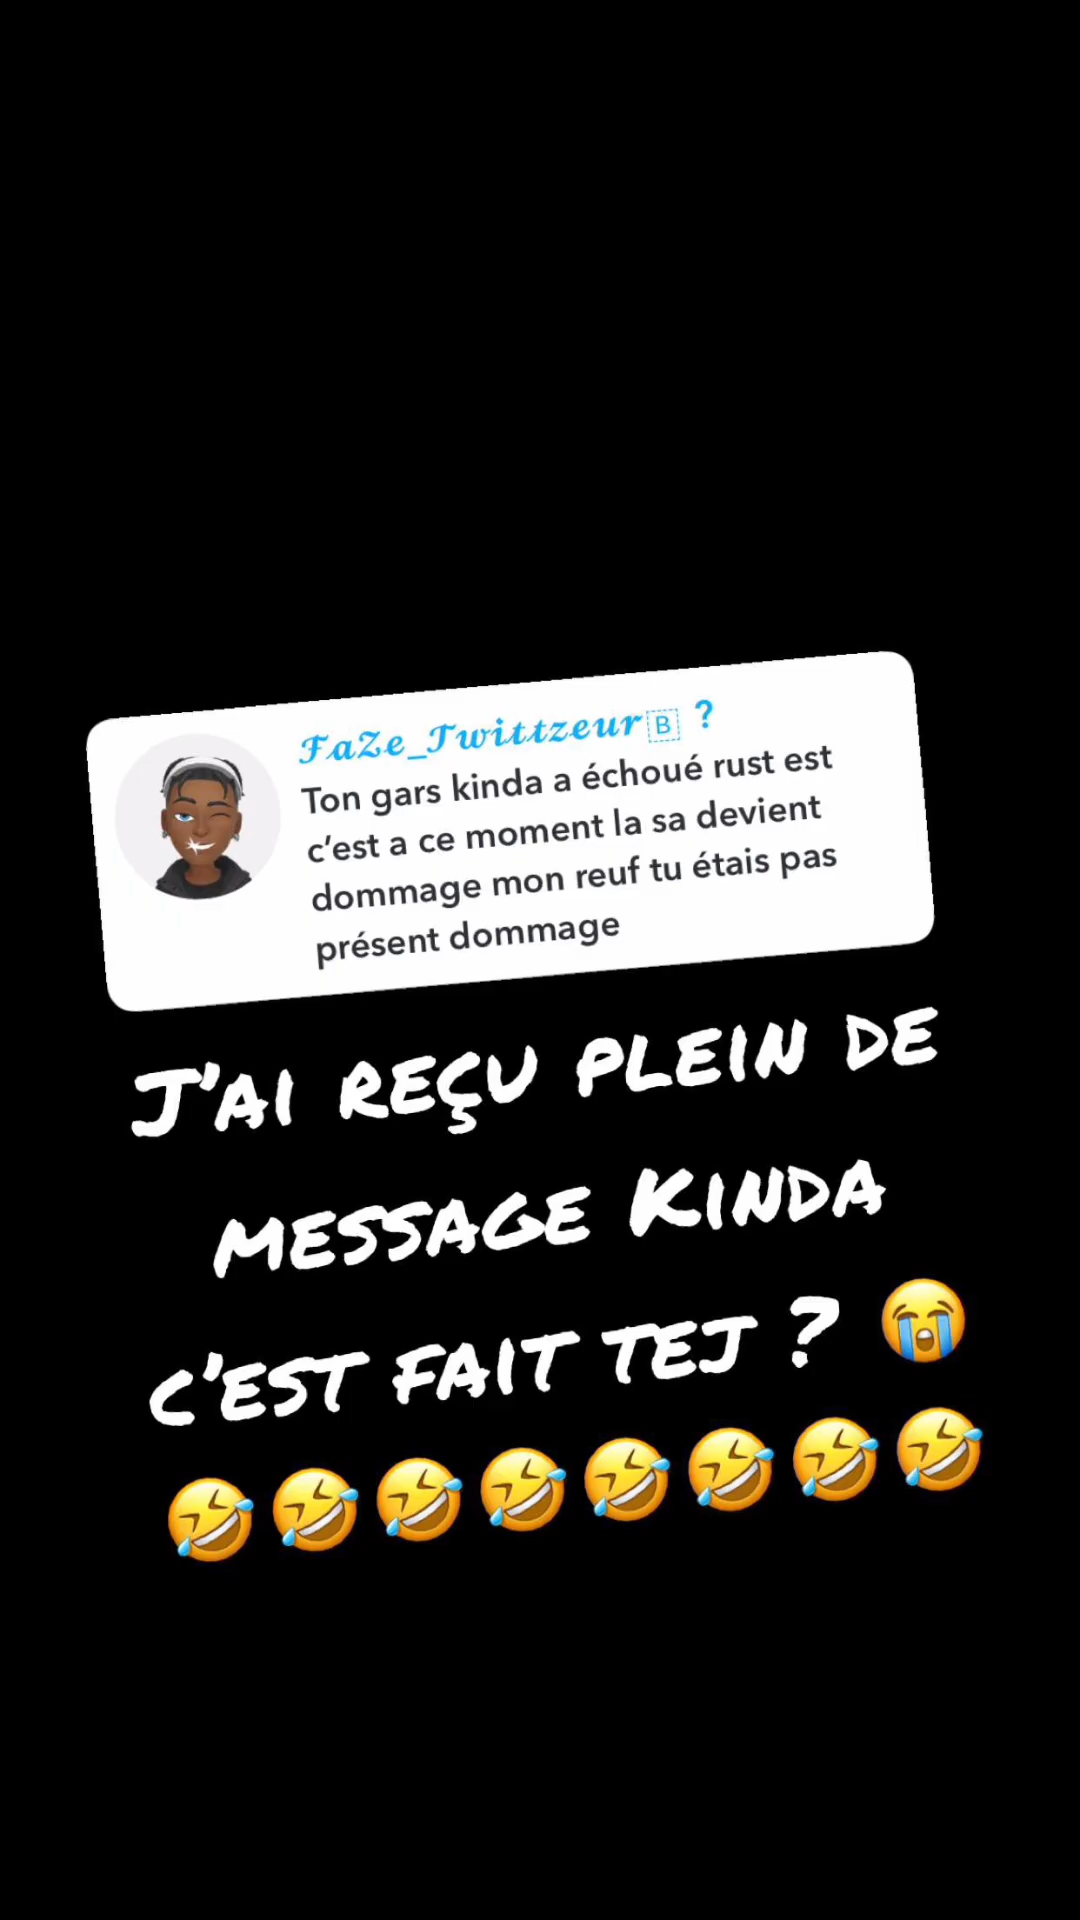 𝓕𝓪𝓩𝓮_𝓣𝔀𝓲𝓽𝓽𝔃𝓮𝓾𝓻🄱 ?
Ton gars kinda a échoué rust est
c’est a ce moment la sa devient
dommage mon reuf tu étais pas
présent dommage
J’AI REÇU PLEIN DE
MESSAGE KINDA
C’EST FAIT TEJ ? 😭
🤣🤣🤣🤣🤣🤣🤣🤣